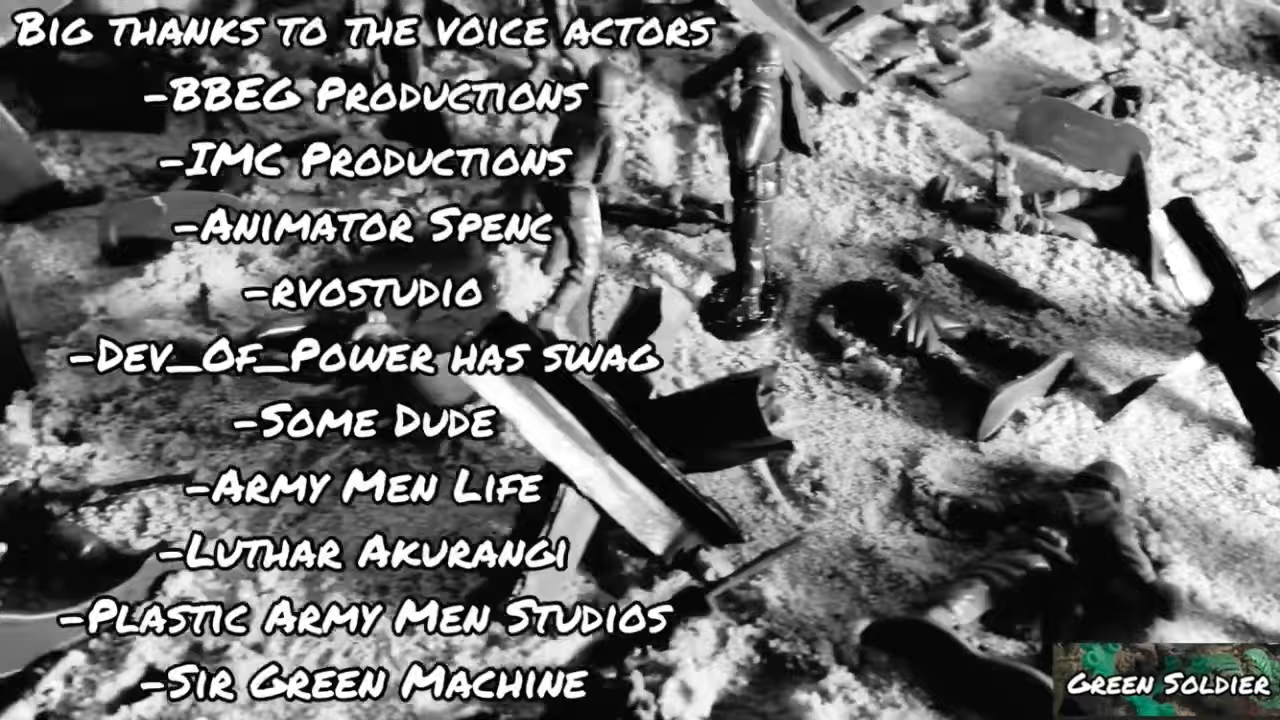 Big thanks to the voice actors
-BBEG Productions
-IMC Productions
-Animator Spenc
-rvostudio
-Dev_Of_Power has swag
-Some Dude
-Army Men Life
-Luthar Akurangi
-Plastic Army Men Studios
-Sir Green Machine
Green Soldier